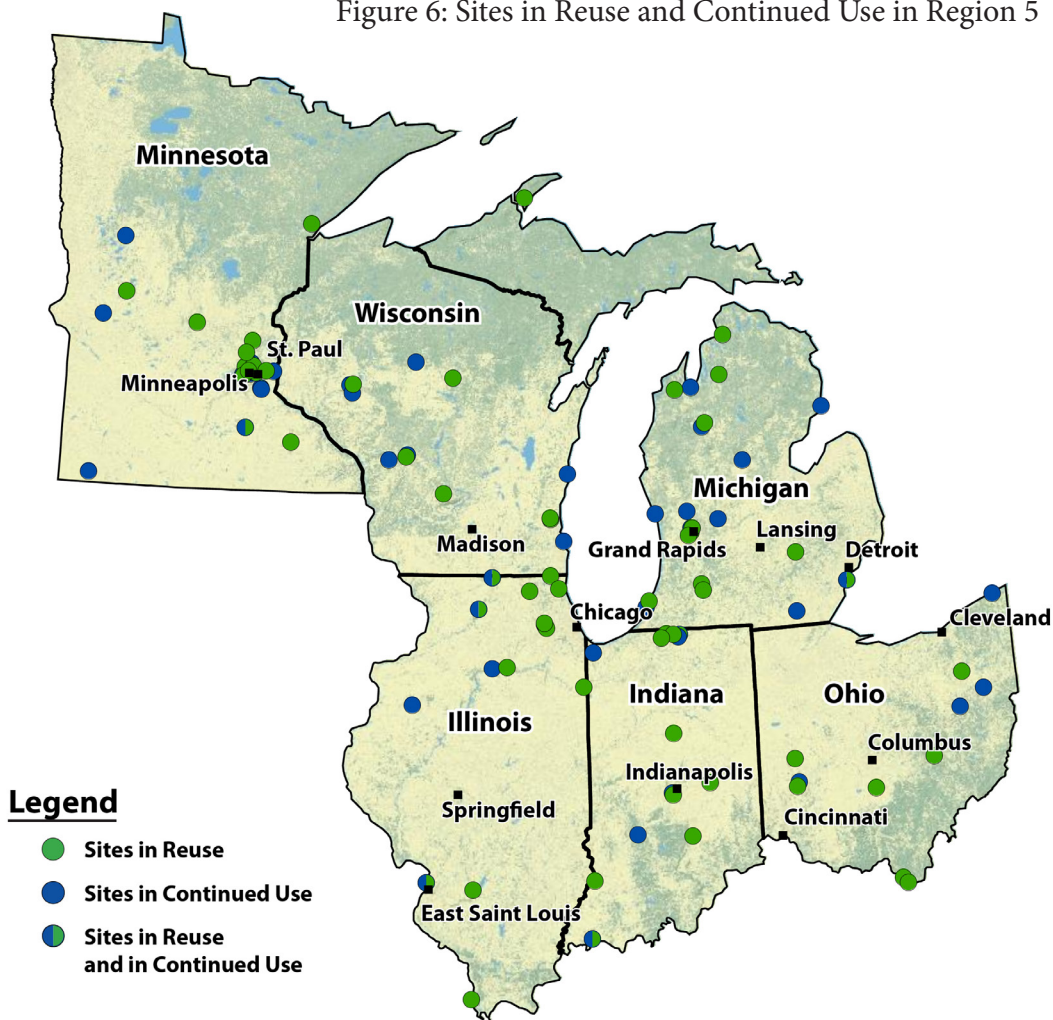 Figure 6: Sites in Reuse and Continued Use in Region 5
Minnesota
Wisconsin
St. Paul
Minneapolis
Michigan
Madison
Grand Rapids
Lansing
Detroit
Chicago
Cleveland
Illinois
Indiana
Ohio
Columbus
Indianapolis
Springfield
Cincinnati
East Saint Louis
Legend
Sites in Reuse
Sites in Continued Use
Sites in Reuse
and in Continued Use